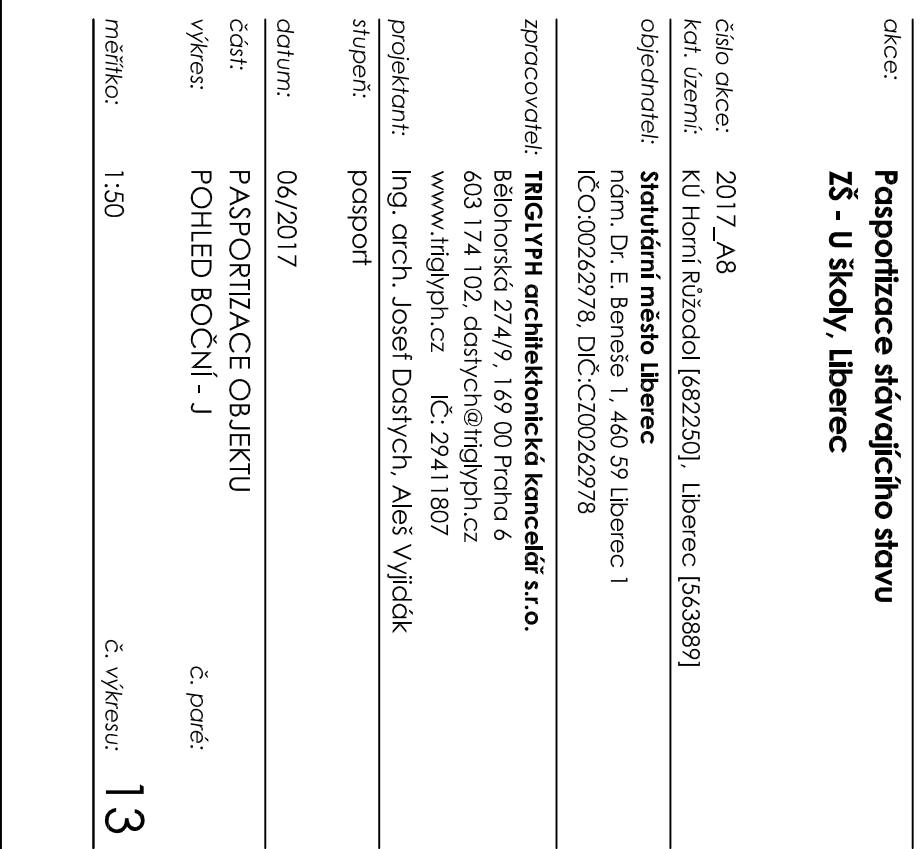 akce: Pasportizace stávajícího stavu
ZŠ - U školy, Liberec
číslo akce: 2017_A8
kat. území: KÚ Horní Růžodol [682250], Liberec [563889]
objednatel: Statutární město Liberec
nám. Dr. E. Beneše 1, 460 59 Liberec 1
IČO:00262978, DIČ:CZ00262978
zpracovatel: TRIGLYPH architektonická kancelář s.r.o.
Bělohorská 274/9, 169 00 Praha 6
603 174 102, dastych@triglyph.cz
www.triglyph.cz IČ: 29411807
projektant: Ing. arch. Josef Dastych, Aleš Vyjidák
stupeň: pasport
datum: 06/2017
část: PASPORTIZACE OBJEKTU
výkres: POHLED BOČNÍ - J č. paré:
měřítko: 1:50 č. výkresu: 13